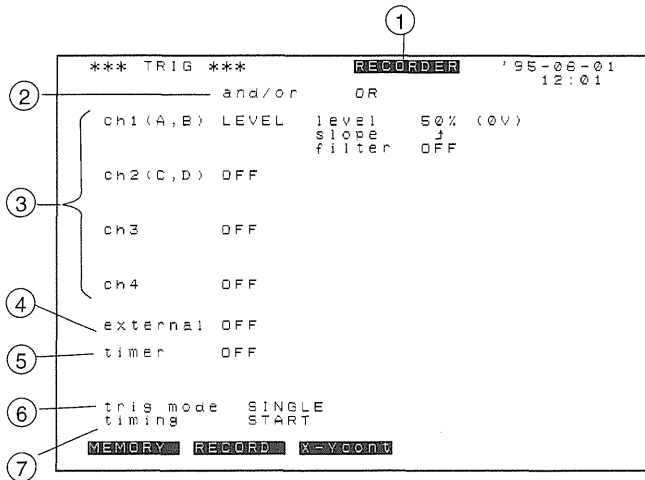 1
*** TRIG *** RECORDER '95-06-01
12:01
2 and/or OR
3
ch1(A,B) LEVEL level 50% (0V)
slope ↥
filter OFF
ch2(C,D) OFF
ch3 OFF
ch4 OFF
4 external OFF
5 timer OFF
6 trig mode SINGLE
7 timing START
MEMORY RECORD X-Ycont